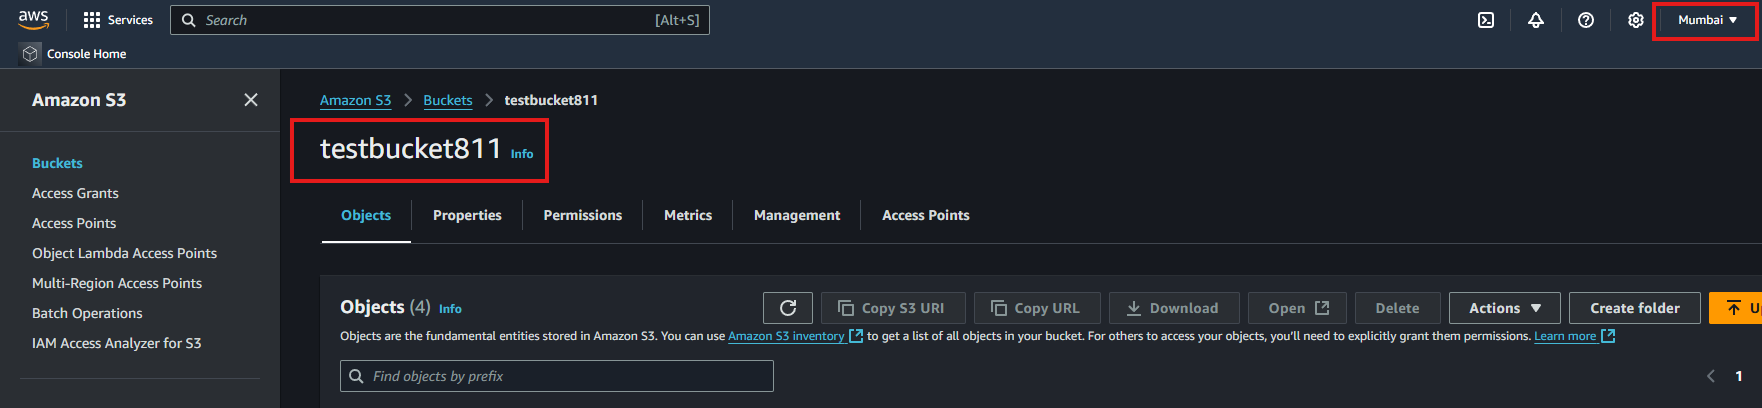 aws Services Search [Alt+S] Mumbai
Console Home
Amazon S3
Buckets
Access Grants
Access Points
Object Lambda Access Points
Multi-Region Access Points
Batch Operations
IAM Access Analyzer for S3
Amazon S3 Buckets testbucket811
testbucket811 Info
Objects Properties Permissions Metrics Management Access Points
Objects (4) Info Copy S3 URI Copy URL Download Open Delete Actions Create folder
Objects are the fundamental entities stored in Amazon S3. You can use Amazon S3 inventory to get a list of all objects in your bucket. For others to access your objects, you'll need to explicitly grant them permissions. Learn more
Find objects by prefix 1